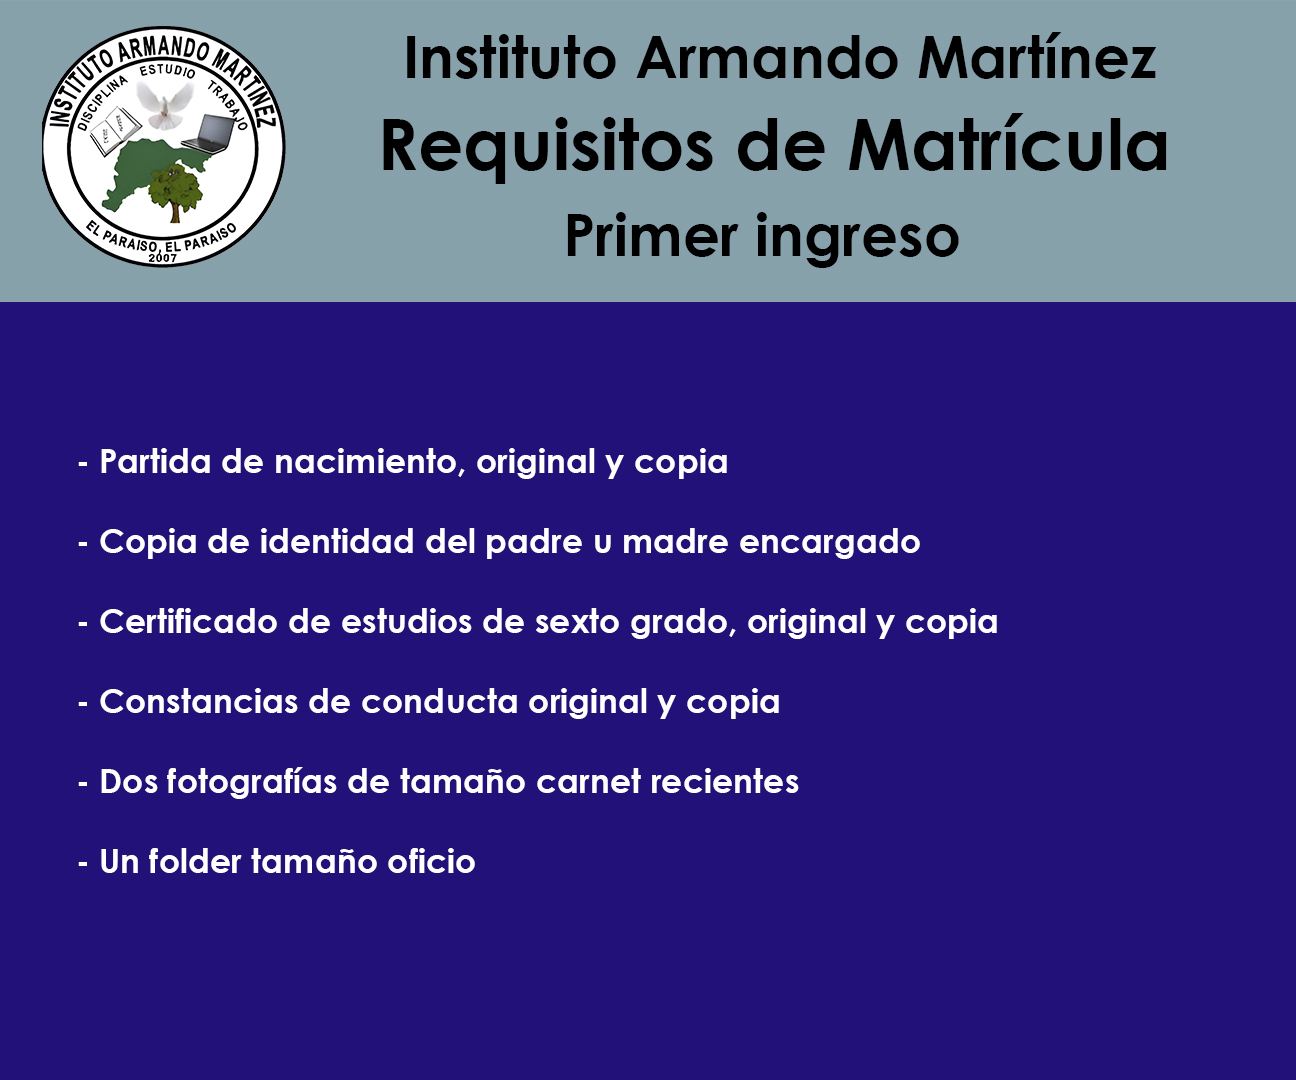 INSTITUTO ARMANDO MARTINEZ
DISCIPLINA ESTUDIO TRABAJO
EL PARAISO, EL PARAISO
2007
Instituto Armando Martínez
Requisitos de Matrícula
Primer ingreso
- Partida de nacimiento, original y copia
- Copia de identidad del padre u madre encargado
- Certificado de estudios de sexto grado, original y copia
- Constancias de conducta original y copia
- Dos fotografías de tamaño carnet recientes
- Un folder tamaño oficio